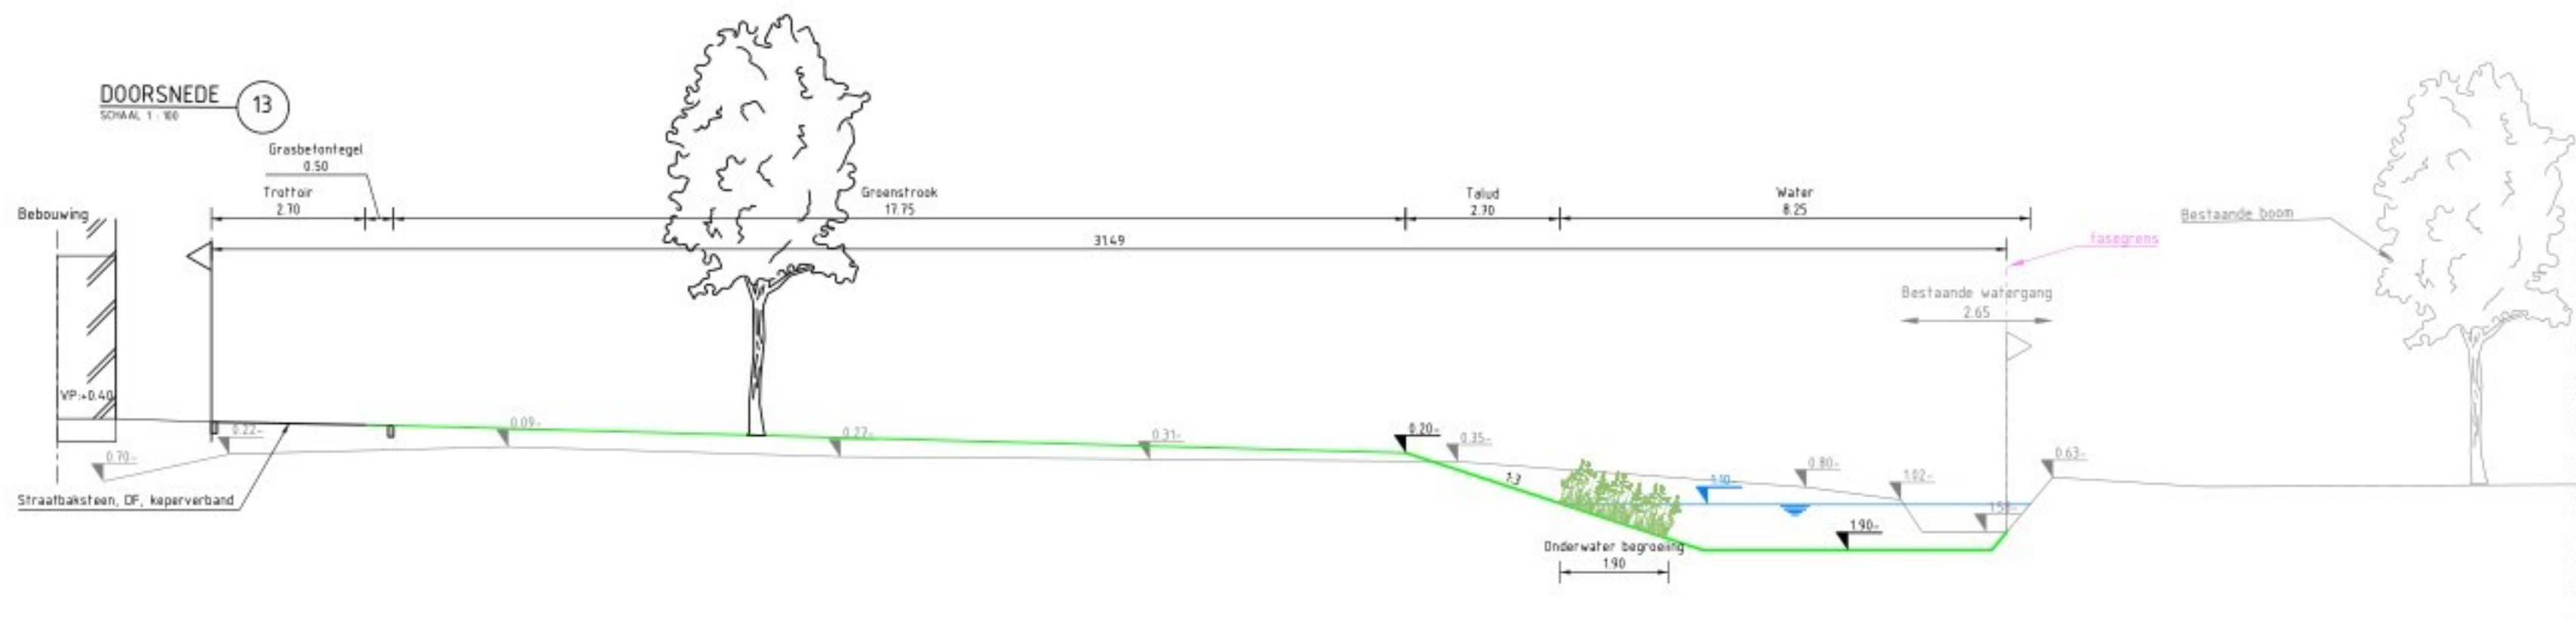 DOORSNEDE
13
SCHAAL 1 : 100
Grasbetontegel
0.50
Trottoir
2.70
Groenstrook
17.75
Talud
2.70
Water
8.25
Bebouwing
31.49
Bestaande boom
fasegrens
Bestaande watergang
2.65
VP:+0.40
0.22-
0.09-
0.27-
0.31-
0.20-
0.35-
0.70-
0.80-
1.02-
0.63-
1:3
1.10-
1.90-
Straatbaksteen, DF, keperverband
Onderwater begroeiing
1.90